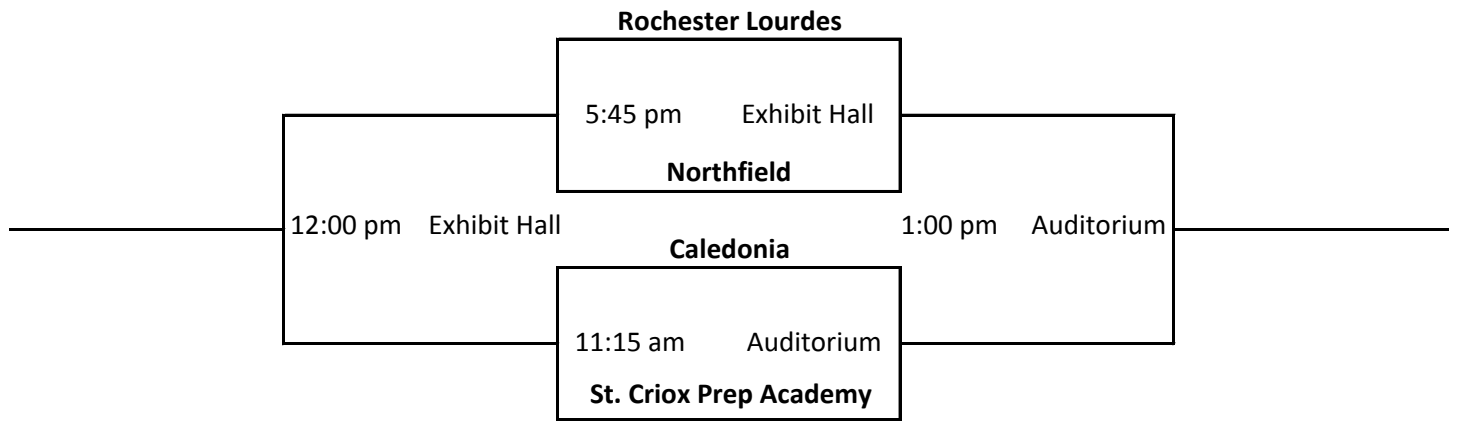 Rochester Lourdes
5:45 pm Exhibit Hall
Northfield
12:00 pm Exhibit Hall
1:00 pm Auditorium
Caledonia
11:15 am Auditorium
St. Criox Prep Academy